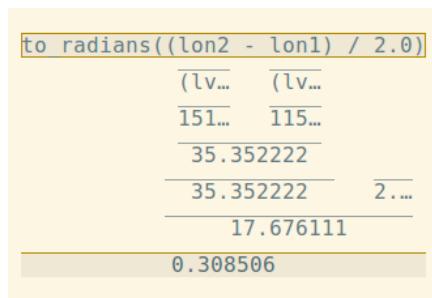 to_radians((lon2 - lon1) / 2.0)
(lv… (lv…
151… 115…
35.352222
35.352222 2.…
17.676111
0.308506